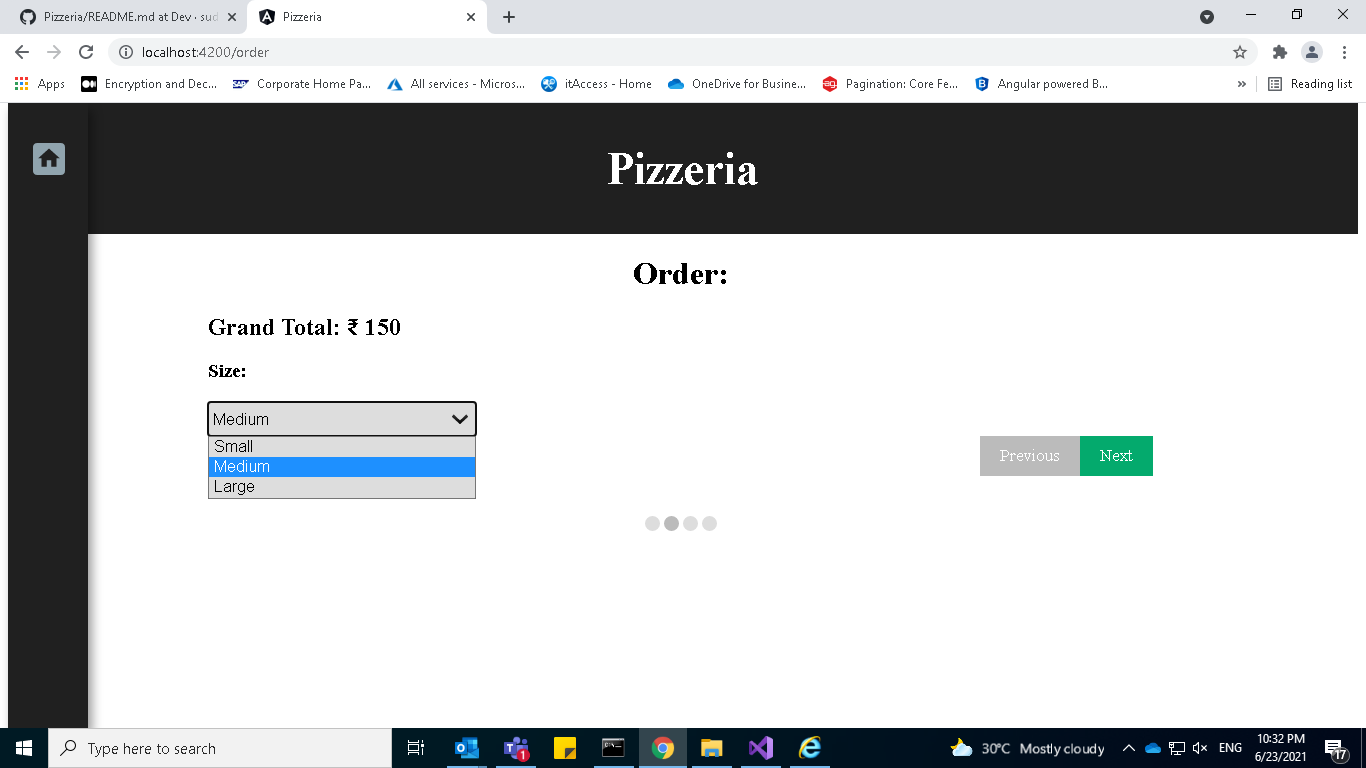 Pizzeria/README.md at Dev · sud
Pizzeria
localhost:4200/order
Apps
Encryption and Dec...
SAP
Corporate Home Pa...
All services - Micros...
itAccess - Home
OneDrive for Busine...
ag
Pagination: Core Fe...
B
Angular powered B...
»
Reading list
Pizzeria
Order:
Grand Total: ₹ 150
Size:
Medium
Small
Medium
Large
Previous
Next
Type here to search
1
30°C Mostly cloudy
ENG
10:32 PM
6/23/2021
17